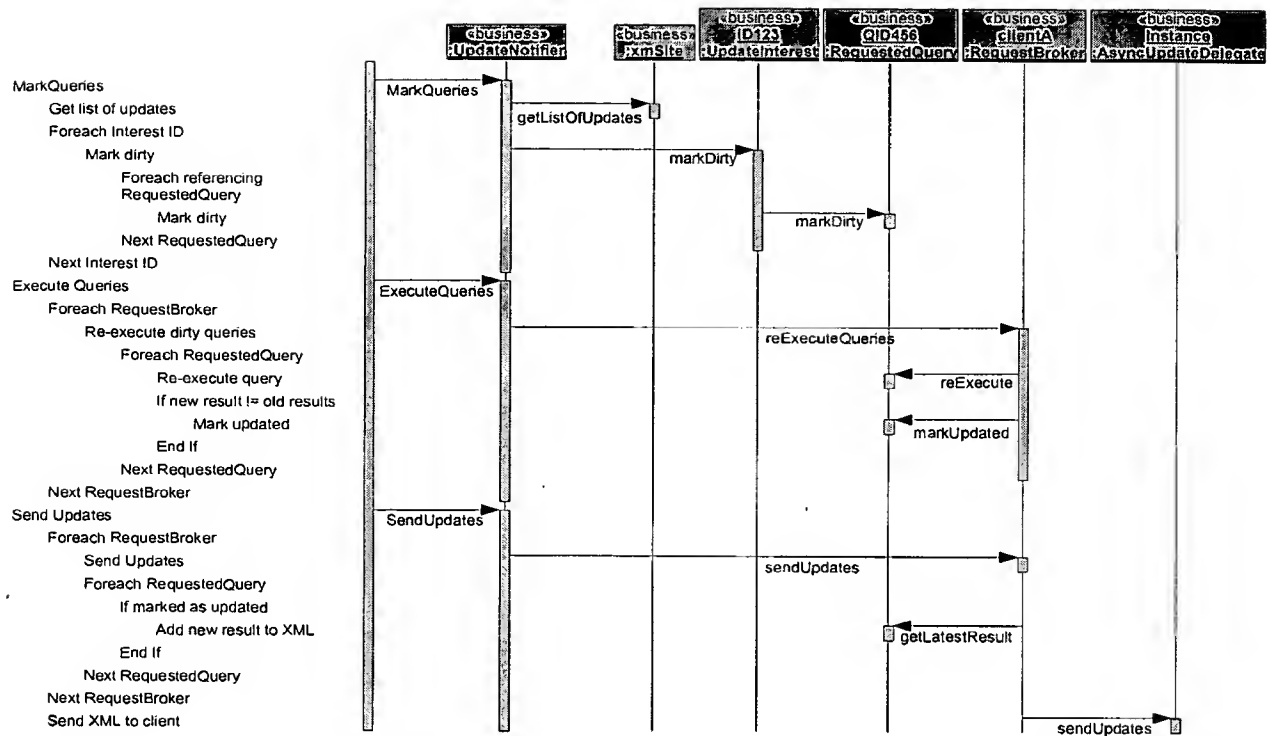 «business»
:UpdateNotifier
«business»
:xmSite
«business»
ID123
:UpdateInterest
«business»
QID456
:RequestedQuery
«business»
clientA
:RequestBroker
«business»
Instance
:AsyncUpdateDelegate
MarkQueries
Get list of updates
Foreach Interest ID
Mark dirty
Foreach referencing
RequestedQuery
Mark dirty
Next RequestedQuery
Next Interest ID
Execute Queries
Foreach RequestBroker
Re-execute dirty queries
Foreach RequestedQuery
Re-execute query
If new result != old results
Mark updated
End If
Next RequestedQuery
Next RequestBroker
Send Updates
Foreach RequestBroker
Send Updates
Foreach RequestedQuery
If marked as updated
Add new result to XML
End If
Next RequestedQuery
Next RequestBroker
Send XML to client
MarkQueries
getListOfUpdates
markDirty
markDirty
ExecuteQueries
reExecuteQueries
reExecute
markUpdated
SendUpdates
sendUpdates
getLatestResult
sendUpdates